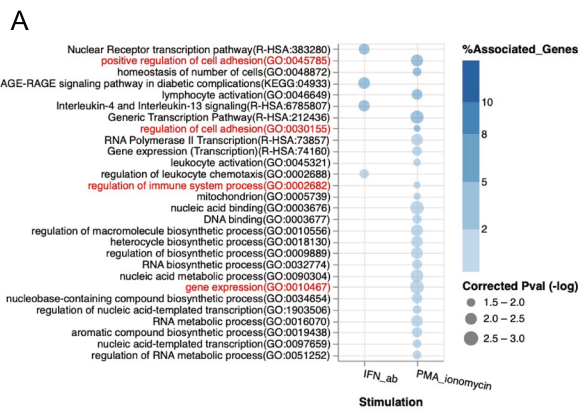 A
Nuclear Receptor transcription pathway(R-HSA:383280)
positive regulation of cell adhesion(GO:0045785)
homeostasis of number of cells(GO:0048872)
AGE-RAGE signaling pathway in diabetic complications(KEGG:04933)
lymphocyte activation(GO:0046649)
Interleukin-4 and Interleukin-13 signaling(R-HSA:6785807)
Generic Transcription Pathway(R-HSA:212436)
regulation of cell adhesion(GO:0030155)
RNA Polymerase II Transcription(R-HSA:73857)
Gene expression (Transcription)(R-HSA:74160)
leukocyte activation(GO:0045321)
regulation of leukocyte chemotaxis(GO:0002688)
regulation of immune system process(GO:0002682)
mitochondrion(GO:0005739)
nucleic acid binding(GO:0003676)
DNA binding(GO:0003677)
regulation of macromolecule biosynthetic process(GO:0010556)
heterocycle biosynthetic process(GO:0018130)
regulation of biosynthetic process(GO:0009889)
RNA biosynthetic process(GO:0032774)
nucleic acid metabolic process(GO:0090304)
gene expression(GO:0010467)
nucleobase-containing compound biosynthetic process(GO:0034654)
regulation of nucleic acid-templated transcription(GO:1903506)
RNA metabolic process(GO:0016070)
aromatic compound biosynthetic process(GO:0019438)
nucleic acid-templated transcription(GO:0097659)
regulation of RNA metabolic process(GO:0051252)
IFN_ab
PMA_ionomycin
Stimulation
%Associated_Genes
10
8
5
2
Corrected Pval (-log)
1.5 – 2.0
2.0 – 2.5
2.5 – 3.0